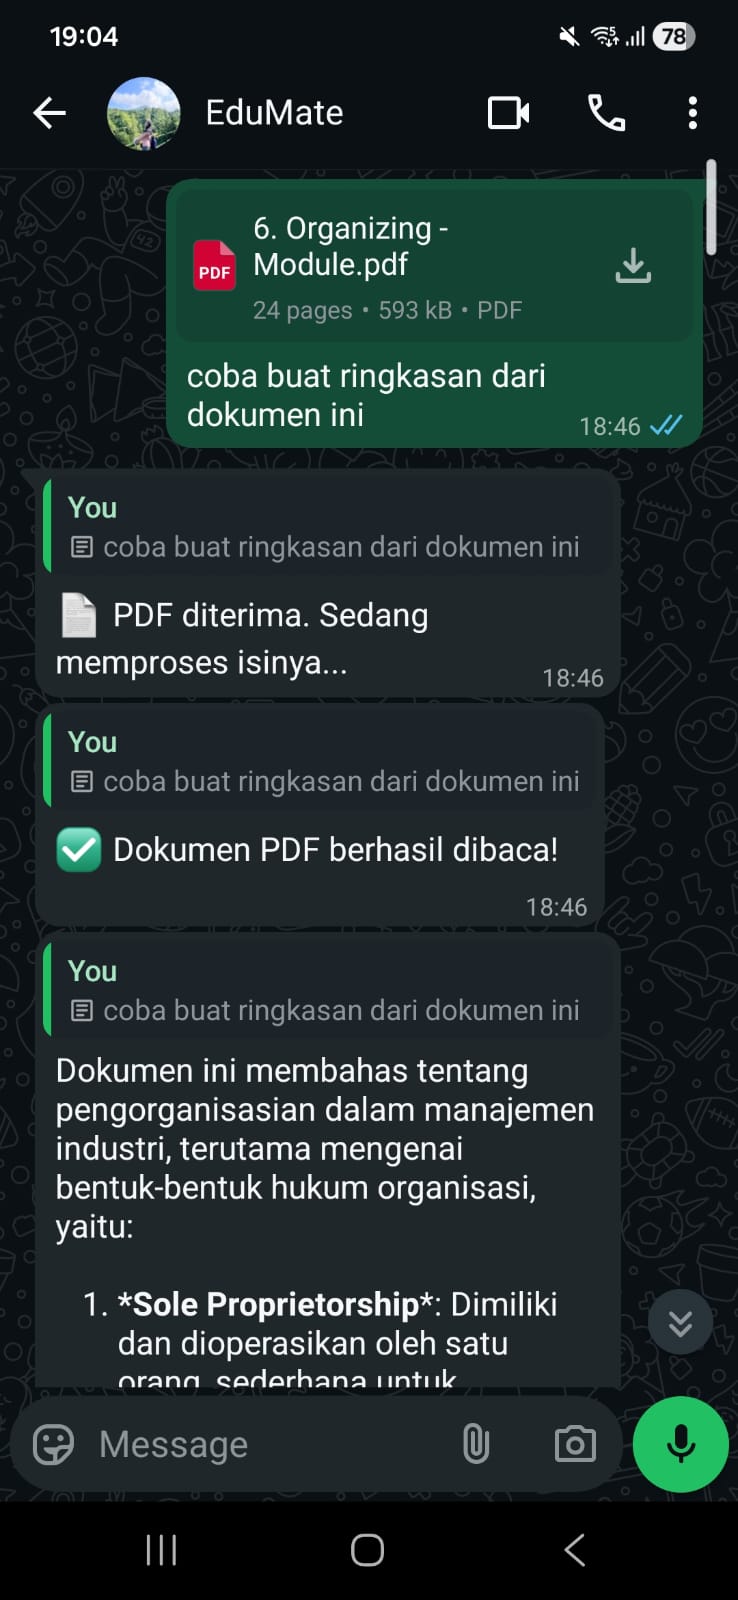 19:04
78
EduMate
6. Organizing -
Module.pdf
PDF
24 pages • 593 kB • PDF
coba buat ringkasan dari
dokumen ini
18:46
You
coba buat ringkasan dari dokumen ini
PDF diterima. Sedang
memproses isinya...
18:46
You
coba buat ringkasan dari dokumen ini
Dokumen PDF berhasil dibaca!
18:46
You
coba buat ringkasan dari dokumen ini
Dokumen ini membahas tentang
pengorganisasian dalam manajemen
industri, terutama mengenai
bentuk-bentuk hukum organisasi,
yaitu:
1. *Sole Proprietorship*: Dimiliki
dan dioperasikan oleh satu
orang, sederhana untuk
Message